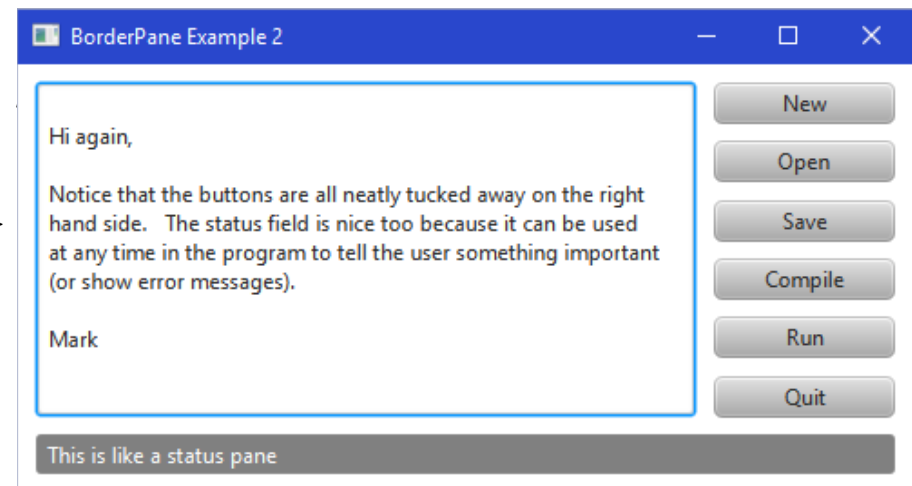 BorderPane Example 2
Hi again,
Notice that the buttons are all neatly tucked away on the right
hand side.   The status field is nice too because it can be used
at any time in the program to tell the user something important
(or show error messages).
Mark
New
Open
Save
Compile
Run
Quit
This is like a status pane